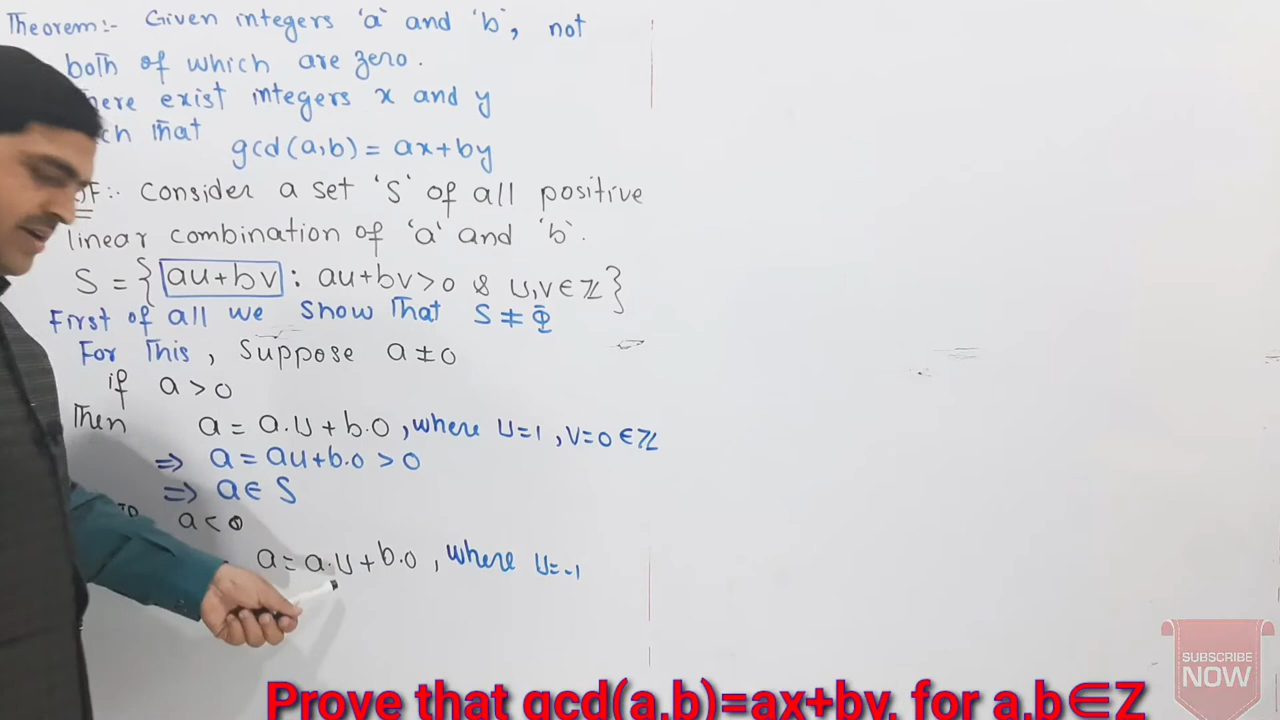 Theorem:- Given integers 'a' and 'b', not
both of which are zero.
here exist integers x and y
ch that
gcd(a,b) = ax+by
OF:- Consider a set 'S' of all positive
linear combination of 'a' and 'b'.
S = { au+bv : au+bv>0 & u,v∈ℤ }
First of all we show that S ≠ Φ
For This, Suppose a ≠ 0
if a > 0
Then a = a.u + b.0, where u=1, v=0 ∈ ℤ
⇒ a = au+b.0 > 0
⇒ a ∈ S
a < 0
a = a.u + b.0, where u=-1
SUBSCRIBE
NOW
Prove that gcd(a,b)=ax+by, for a,b∈Z